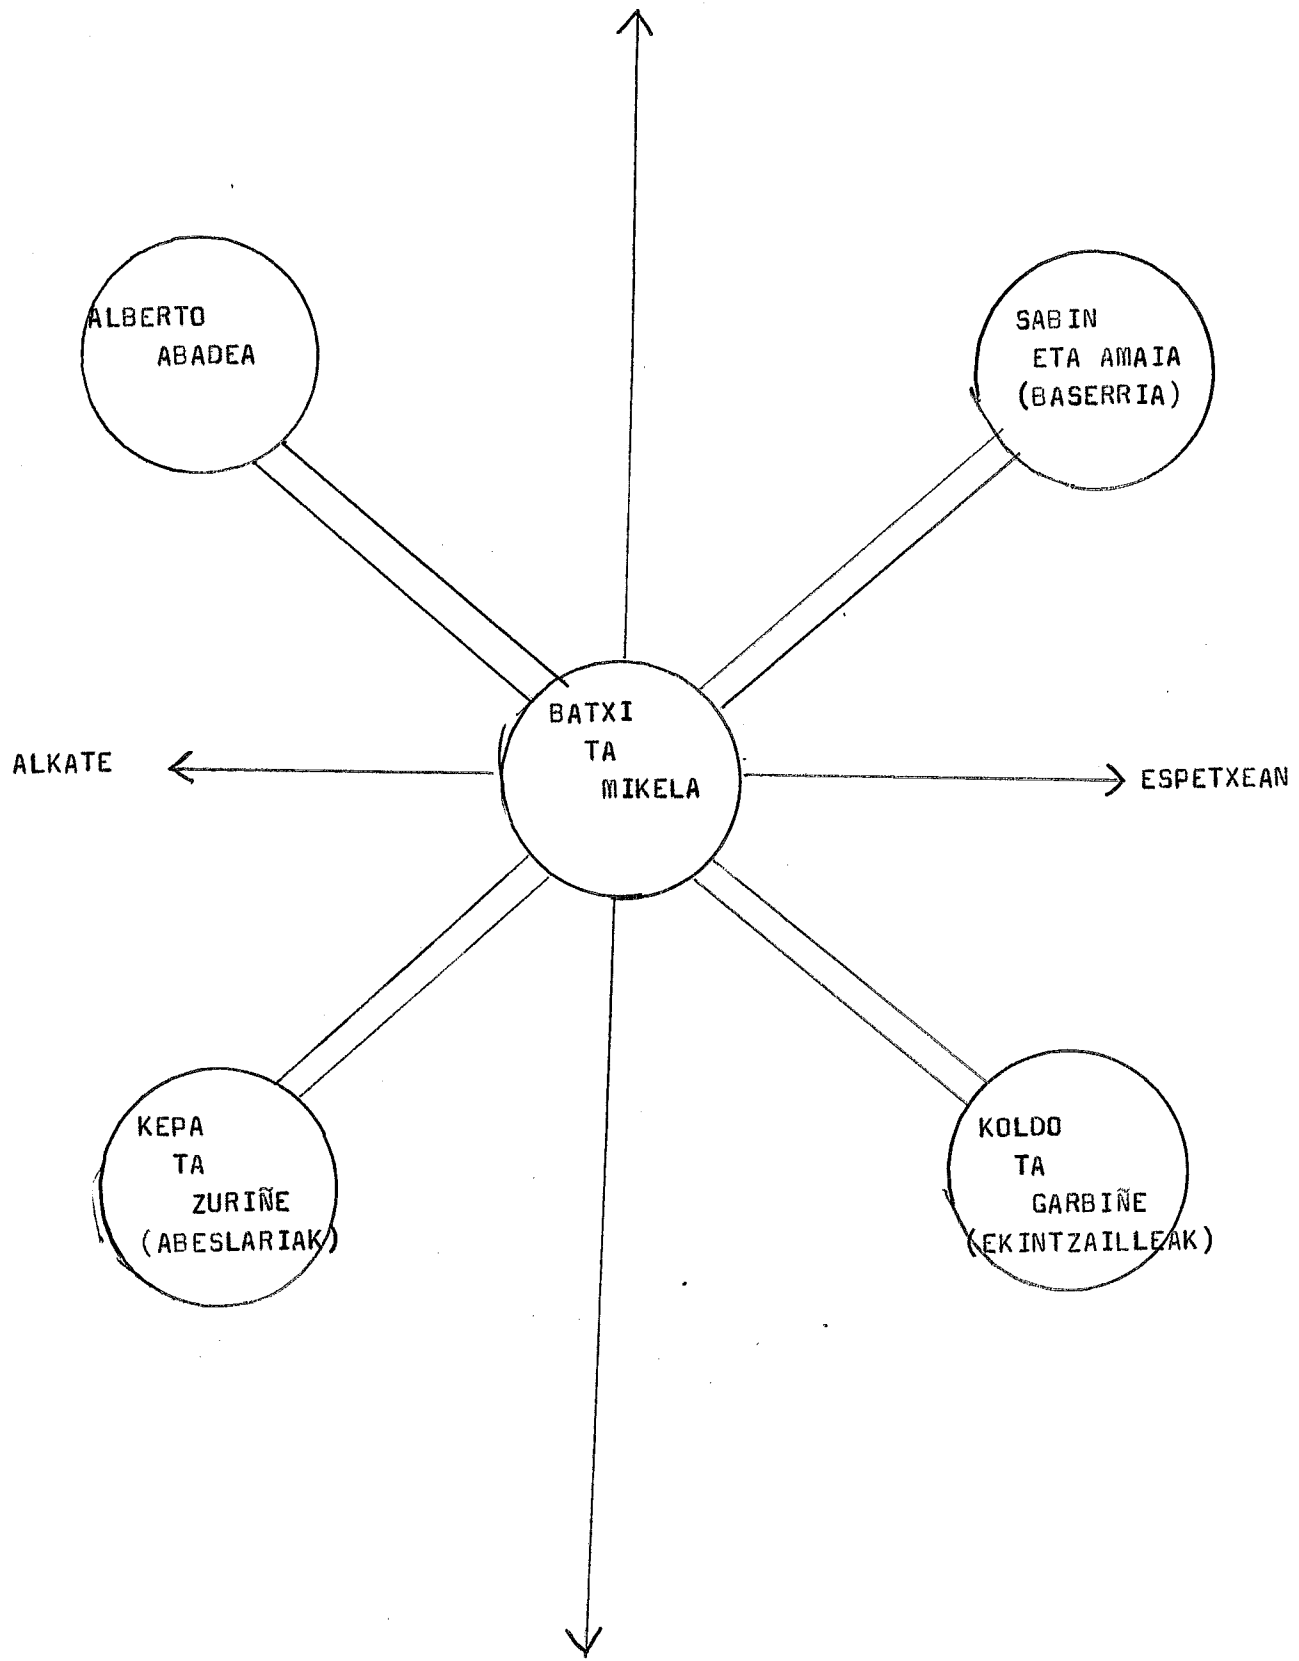 ALBERTO
ABADEA
SABIN
ETA AMAIA
(BASERRIA)
BATXI
TA
MIKELA
ALKATE
ESPETXEAN
KEPA
TA
ZURIÑE
(ABESLARIAK)
KOLDO
TA
GARBIÑE
(EKINTZAILLEAK)